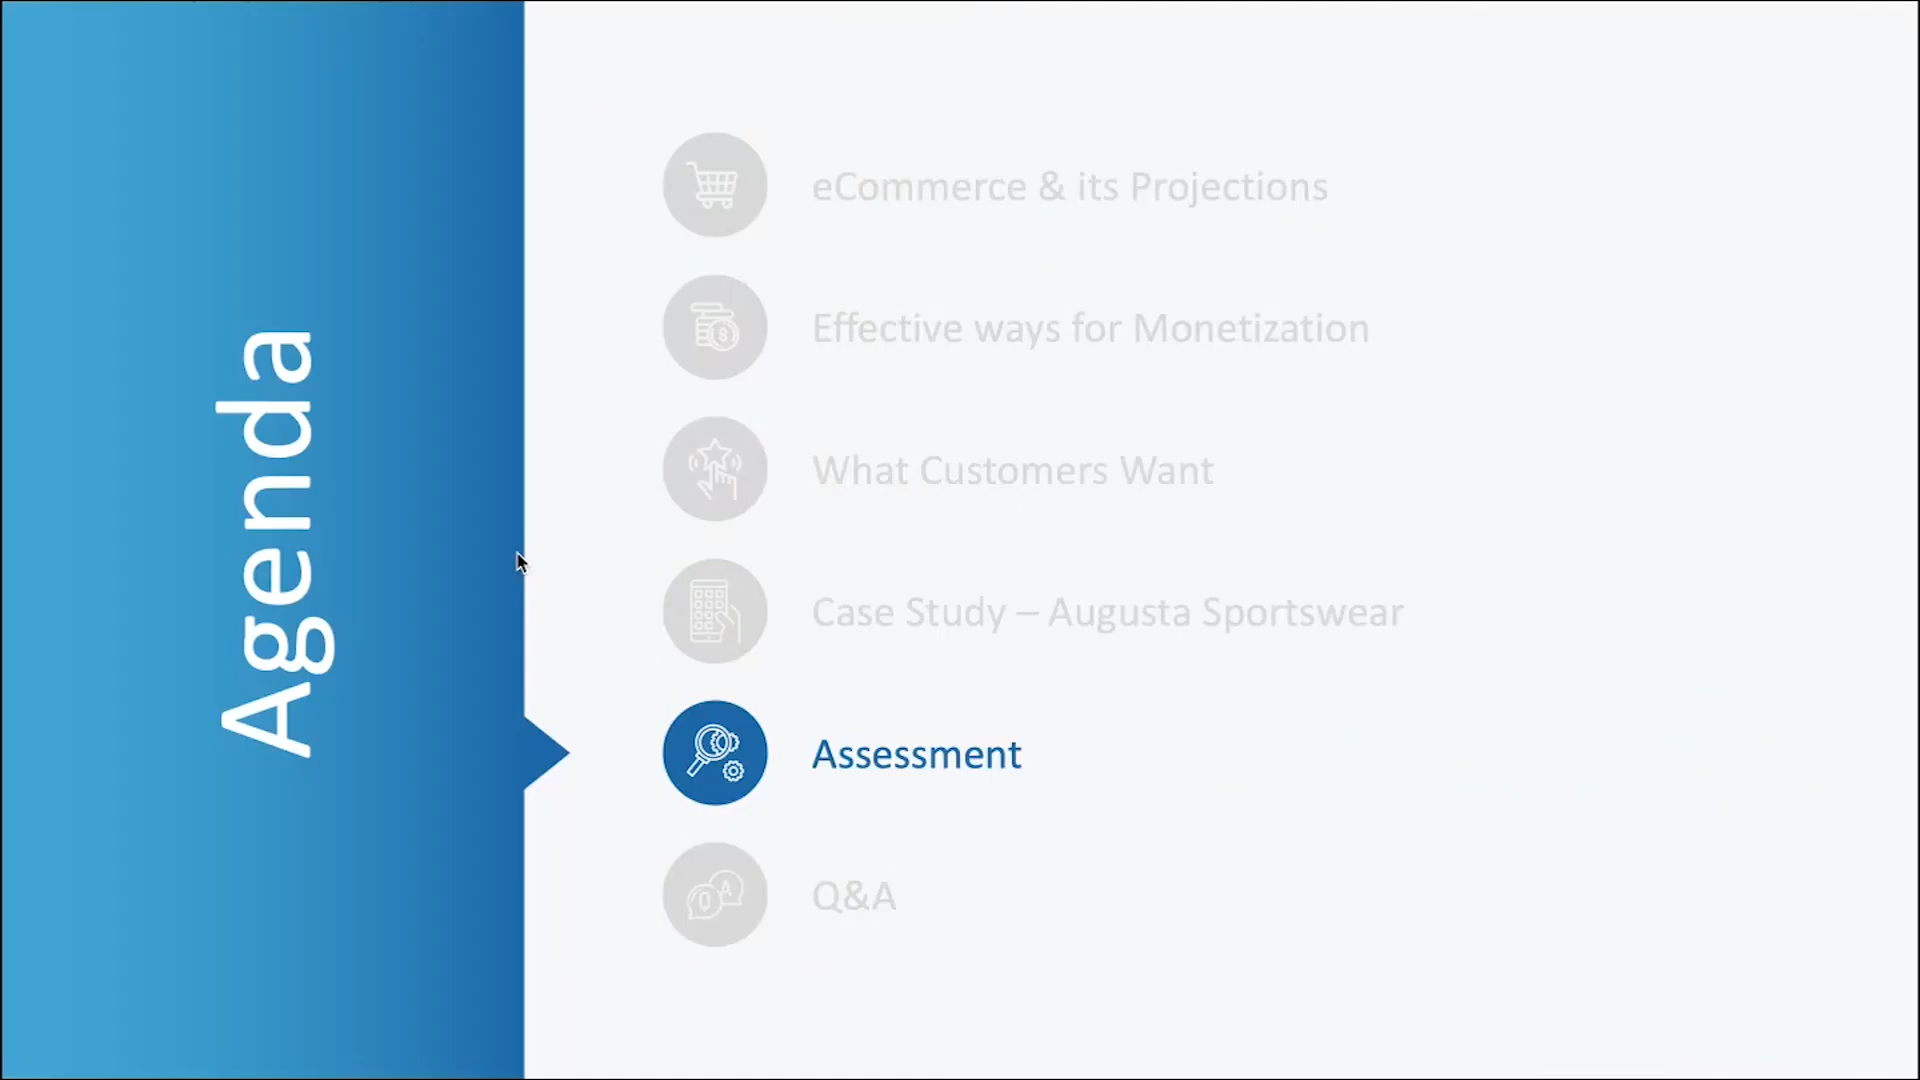 Agenda
eCommerce & its Projections
Effective ways for Monetization
What Customers Want
Case Study – Augusta Sportswear
Assessment
Q&A